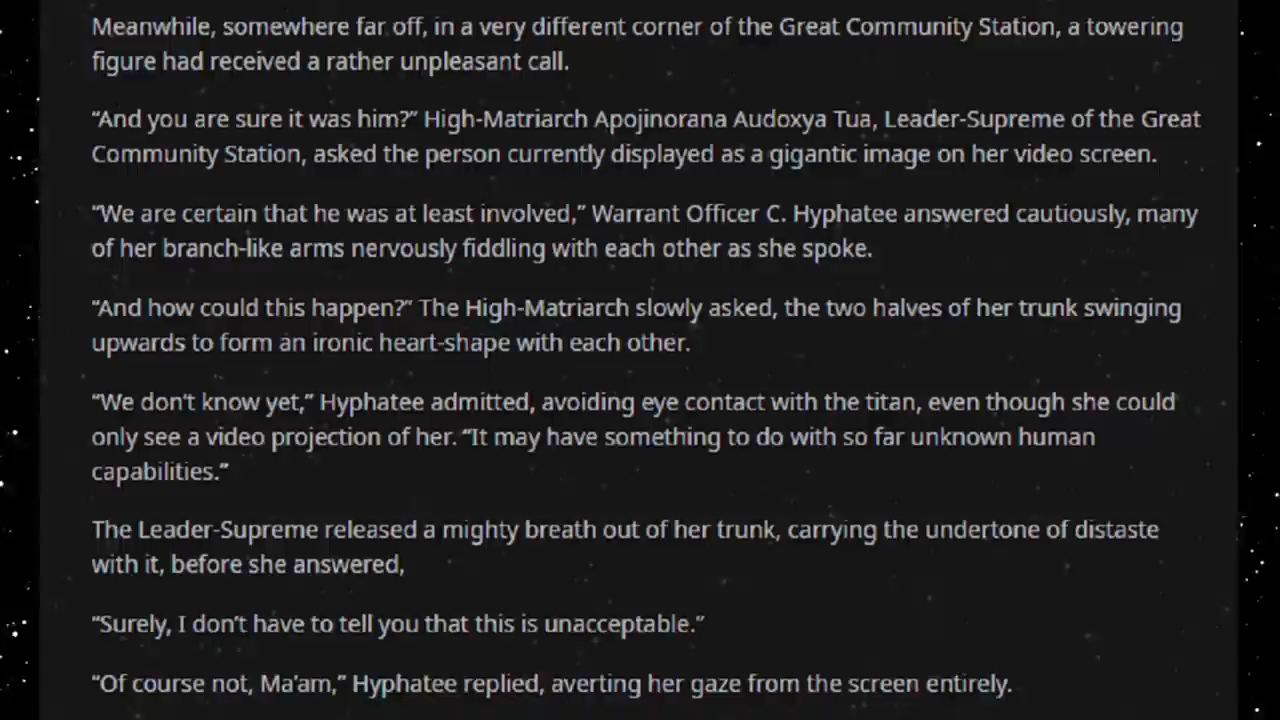 Meanwhile, somewhere far off, in a very different corner of the Great Community Station, a towering
figure had received a rather unpleasant call.
“And you are sure it was him?” High-Matriarch Apojinorana Audoxya Tua, Leader-Supreme of the Great
Community Station, asked the person currently displayed as a gigantic image on her video screen.
“We are certain that he was at least involved,” Warrant Officer C. Hyphatee answered cautiously, many
of her branch-like arms nervously fiddling with each other as she spoke.
“And how could this happen?” The High-Matriarch slowly asked, the two halves of her trunk swinging
upwards to form an ironic heart-shape with each other.
“We don’t know yet,” Hyphatee admitted, avoiding eye contact with the titan, even though she could
only see a video projection of her. “It may have something to do with so far unknown human
capabilities.”
The Leader-Supreme released a mighty breath out of her trunk, carrying the undertone of distaste
with it, before she answered,
“Surely, I don’t have to tell you that this is unacceptable.”
“Of course not, Ma’am,” Hyphatee replied, averting her gaze from the screen entirely.